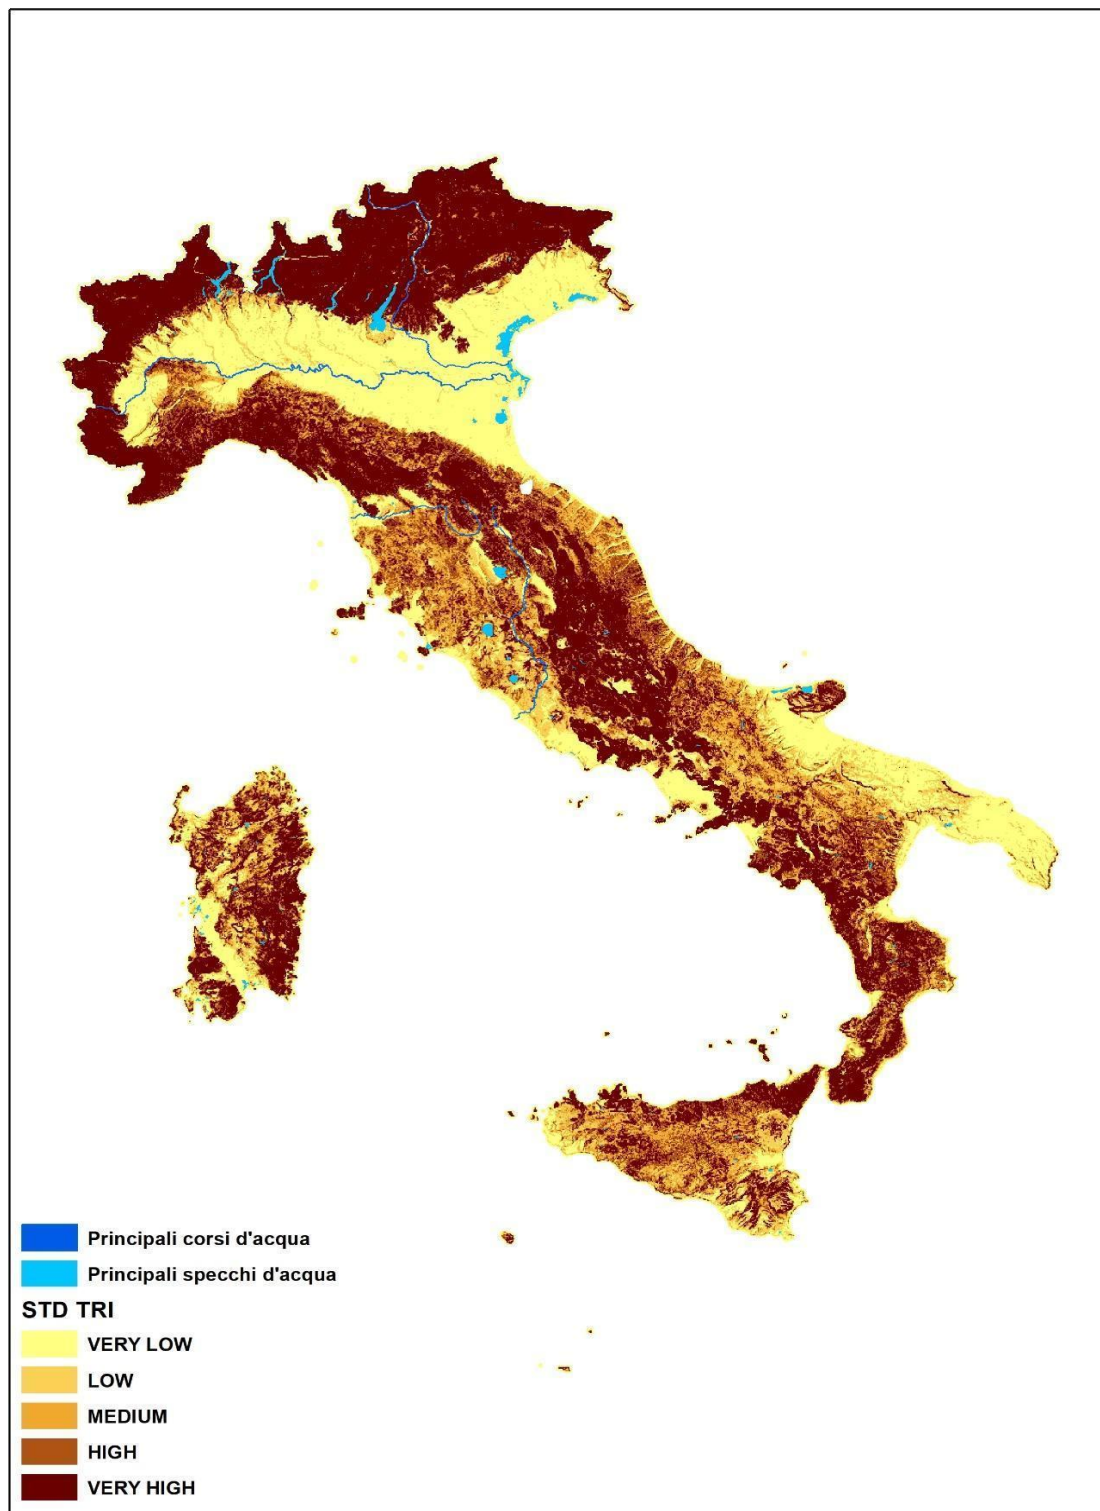 Principali corsi d'acqua
Principali specchi d'acqua
STD TRI
VERY LOW
LOW
MEDIUM
HIGH
VERY HIGH